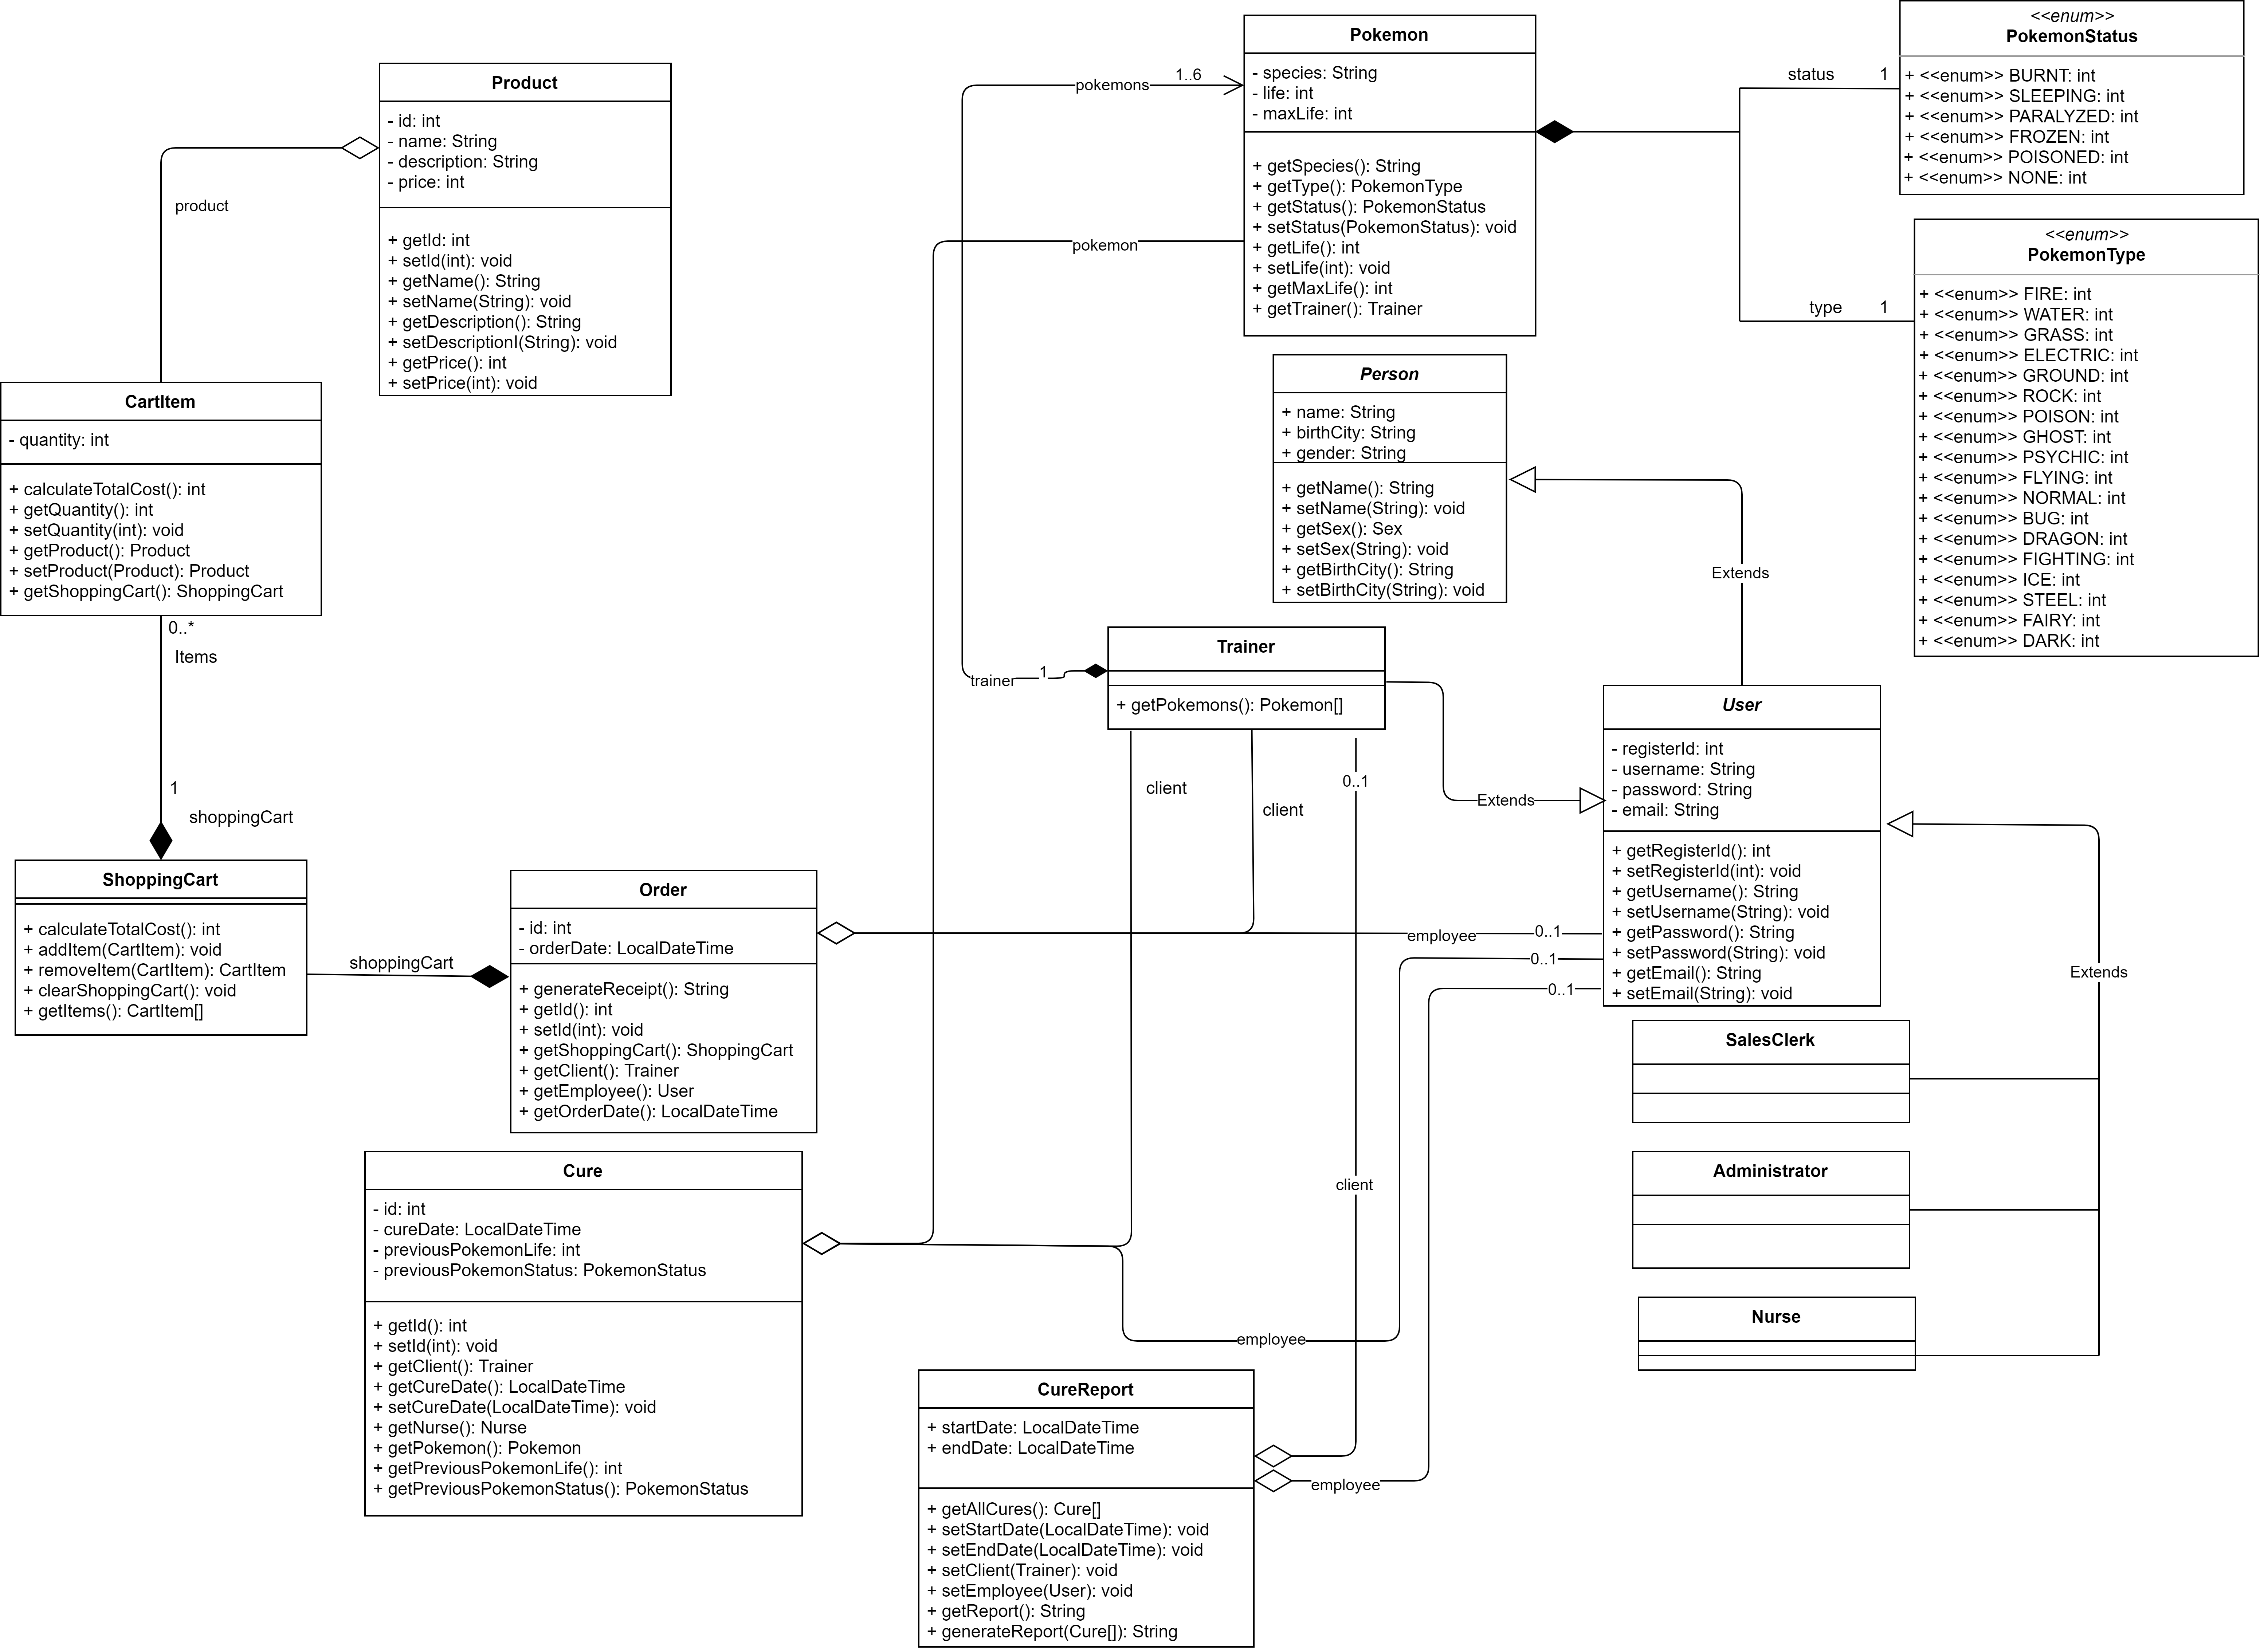 Product
- id: int
- name: String
- description: String
- price: int
+ getId: int
+ setId(int): void
+ getName(): String
+ setName(String): void
+ getDescription(): String
+ setDescriptionI(String): void
+ getPrice(): int
+ setPrice(int): void
product
CartItem
- quantity: int
+ calculateTotalCost(): int
+ getQuantity(): int
+ setQuantity(int): void
+ getProduct(): Product
+ setProduct(Product): Product
+ getShoppingCart(): ShoppingCart
0..*
Items
1
shoppingCart
ShoppingCart
+ calculateTotalCost(): int
+ addItem(CartItem): void
+ removeItem(CartItem): CartItem
+ clearShoppingCart(): void
+ getItems(): CartItem[]
shoppingCart
Order
- id: int
- orderDate: LocalDateTime
+ generateReceipt(): String
+ getId(): int
+ setId(int): void
+ getShoppingCart(): ShoppingCart
+ getClient(): Trainer
+ getEmployee(): User
+ getOrderDate(): LocalDateTime
Cure
- id: int
- cureDate: LocalDateTime
- previousPokemonLife: int
- previousPokemonStatus: PokemonStatus
+ getId(): int
+ setId(int): void
+ getClient(): Trainer
+ getCureDate(): LocalDateTime
+ setCureDate(LocalDateTime): void
+ getNurse(): Nurse
+ getPokemon(): Pokemon
+ getPreviousPokemonLife(): int
+ getPreviousPokemonStatus(): PokemonStatus
pokemons
1..6
pokemon
Pokemon
- species: String
- life: int
- maxLife: int
+ getSpecies(): String
+ getType(): PokemonType
+ getStatus(): PokemonStatus
+ setStatus(PokemonStatus): void
+ getLife(): int
+ setLife(int): void
+ getMaxLife(): int
+ getTrainer(): Trainer
status
1
type
1
<<enum>>
PokemonStatus
+ <<enum>> BURNT: int
+ <<enum>> SLEEPING: int
+ <<enum>> PARALYZED: int
+ <<enum>> FROZEN: int
+ <<enum>> POISONED: int
+ <<enum>> NONE: int
<<enum>>
PokemonType
+ <<enum>> FIRE: int
+ <<enum>> WATER: int
+ <<enum>> GRASS: int
+ <<enum>> ELECTRIC: int
+ <<enum>> GROUND: int
+ <<enum>> ROCK: int
+ <<enum>> POISON: int
+ <<enum>> GHOST: int
+ <<enum>> PSYCHIC: int
+ <<enum>> FLYING: int
+ <<enum>> NORMAL: int
+ <<enum>> BUG: int
+ <<enum>> DRAGON: int
+ <<enum>> FIGHTING: int
+ <<enum>> ICE: int
+ <<enum>> STEEL: int
+ <<enum>> FAIRY: int
+ <<enum>> DARK: int
Person
+ name: String
+ birthCity: String
+ gender: String
+ getName(): String
+ setName(String): void
+ getSex(): Sex
+ setSex(String): void
+ getBirthCity(): String
+ setBirthCity(String): void
Extends
trainer
1
Trainer
+ getPokemons(): Pokemon[]
client
client
0..1
Extends
User
- registerId: int
- username: String
- password: String
- email: String
+ getRegisterId(): int
+ setRegisterId(int): void
+ getUsername(): String
+ setUsername(String): void
+ getPassword(): String
+ setPassword(String): void
+ getEmail(): String
+ setEmail(String): void
employee
0..1
0..1
0..1
Extends
SalesClerk
Administrator
Nurse
client
employee
CureReport
+ startDate: LocalDateTime
+ endDate: LocalDateTime
+ getAllCures(): Cure[]
+ setStartDate(LocalDateTime): void
+ setEndDate(LocalDateTime): void
+ setClient(Trainer): void
+ setEmployee(User): void
+ getReport(): String
+ generateReport(Cure[]): String
employee